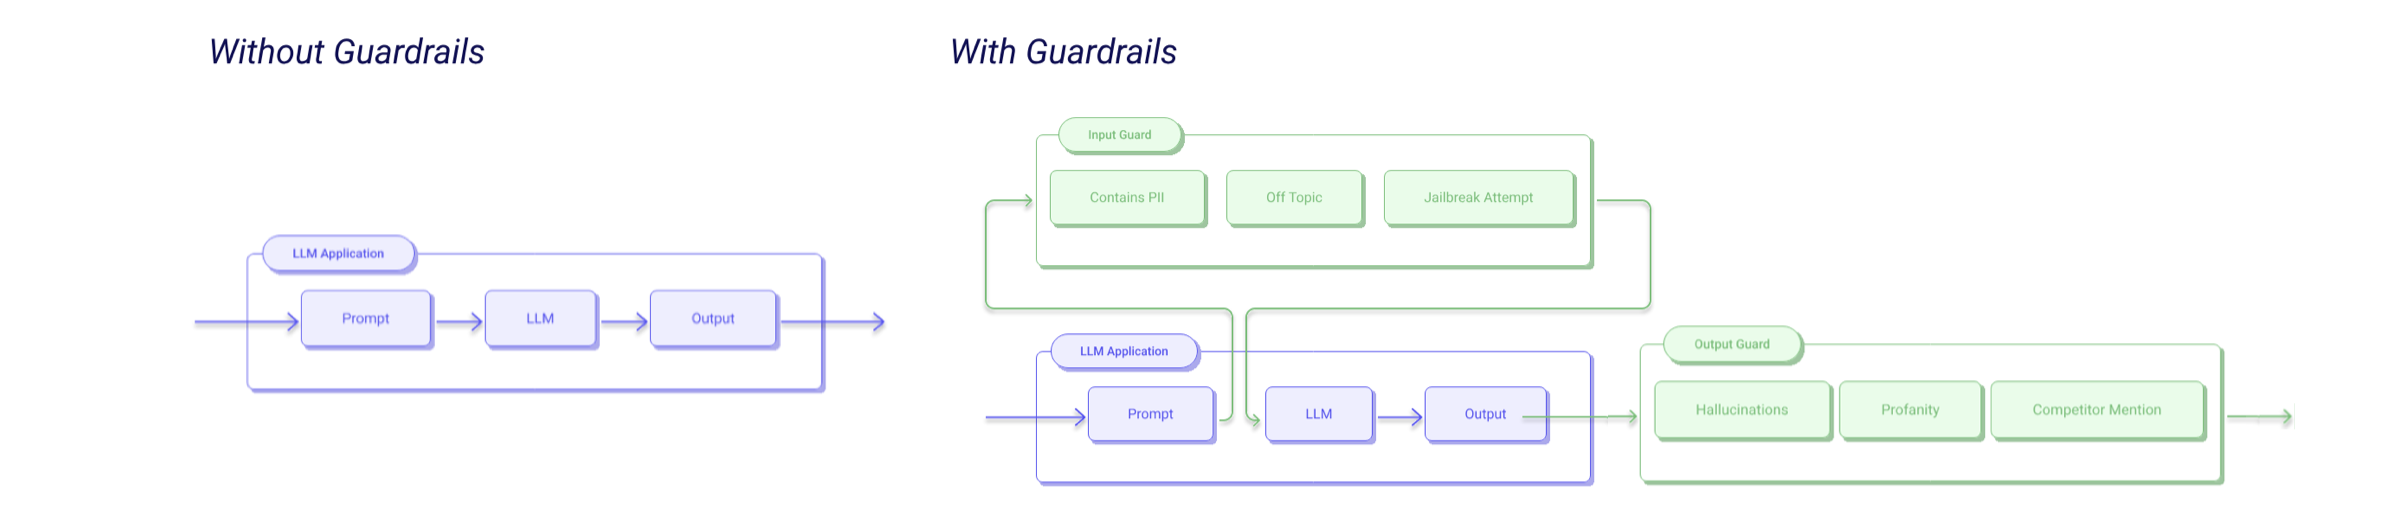 Without Guardrails
LLM Application
Prompt
LLM
Output
With Guardrails
Input Guard
Contains PII
Off Topic
Jailbreak Attempt
LLM Application
Prompt
LLM
Output
Output Guard
Hallucinations
Profanity
Competitor Mention